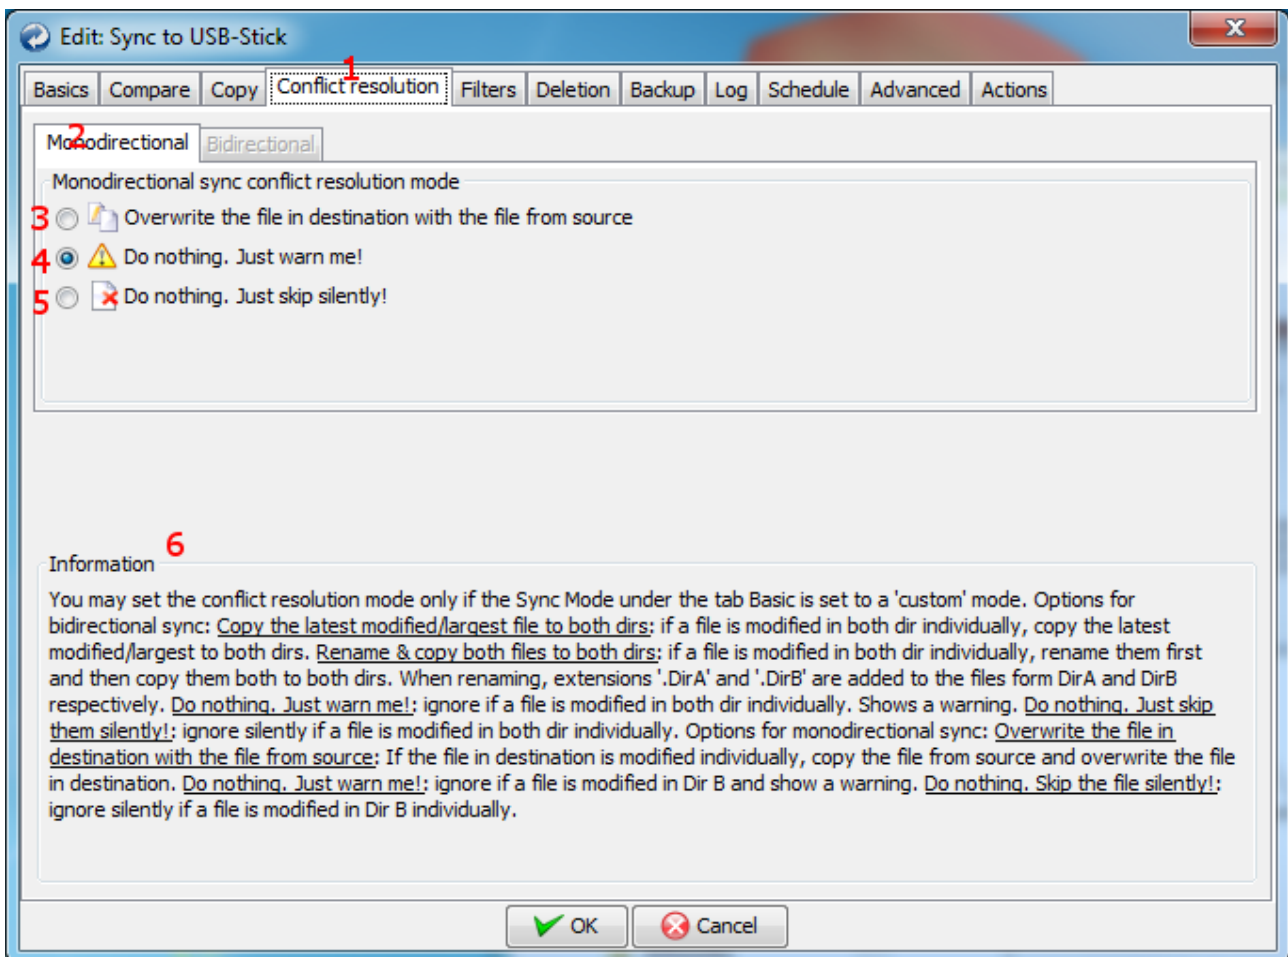 Edit: Sync to USB-Stick
x
1
Basics Compare Copy Conflict resolution Filters Deletion Backup Log Schedule Advanced Actions
2
Monodirectional Bidirectional
Monodirectional sync conflict resolution mode
3 Overwrite the file in destination with the file from source
4 Do nothing. Just warn me!
5 Do nothing. Just skip silently!
6
Information
You may set the conflict resolution mode only if the Sync Mode under the tab Basic is set to a 'custom' mode. Options for
bidirectional sync: Copy the latest modified/largest file to both dirs: if a file is modified in both dir individually, copy the latest
modified/largest to both dirs. Rename & copy both files to both dirs: if a file is modified in both dir individually, rename them first
and then copy them both to both dirs. When renaming, extensions '.DirA' and '.DirB' are added to the files form DirA and DirB
respectively. Do nothing. Just warn me!: ignore if a file is modified in both dir individually. Shows a warning. Do nothing. Just skip
them silently!: ignore silently if a file is modified in both dir individually. Options for monodirectional sync: Overwrite the file in
destination with the file from source: If the file in destination is modified individually, copy the file from source and overwrite the file
in destination. Do nothing. Just warn me!: ignore if a file is modified in Dir B and show a warning. Do nothing. Skip the file silently!:
ignore silently if a file is modified in Dir B individually.
OK Cancel